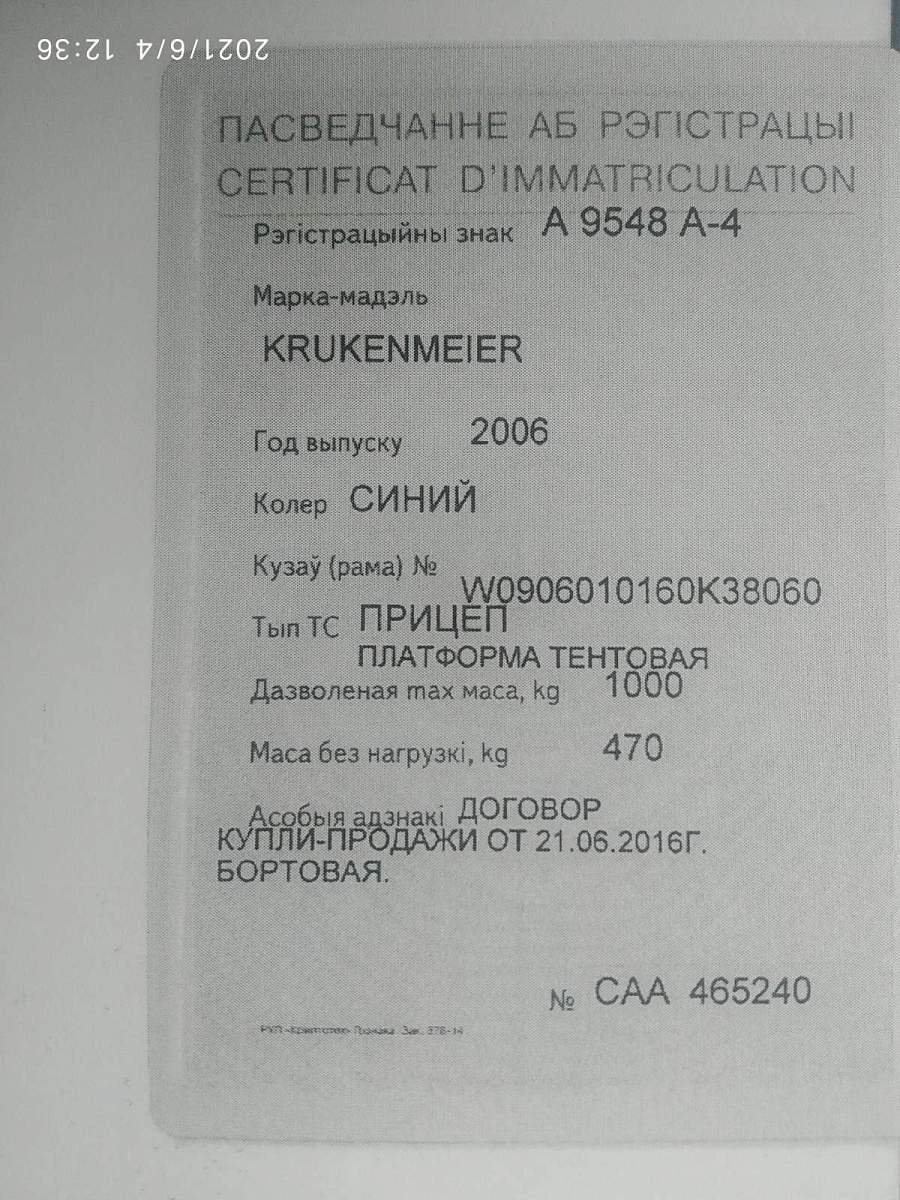 2021/6/4 12:36
ПАСВЕДЧАННЕ АБ РЭГІСТРАЦЫІ
CERTIFICAT D'IMMATRICULATION
Рэгістрацыйны знак А 9548 А-4
Марка-мадэль
KRUKENMEIER
Год выпуску 2006
Колер СИНИЙ
Кузаў (рама) №
W0906010160K38060
Тып ТС ПРИЦЕП
ПЛАТФОРМА ТЕНТОВАЯ
Дазволеная max маса, kg 1000
Маса без нагрузкі, kg 470
Асобыя адзнакі ДОГОВОР
КУПЛИ-ПРОДАЖИ ОТ 21.06.2016Г.
БОРТОВАЯ.
№ САА 465240
РУП